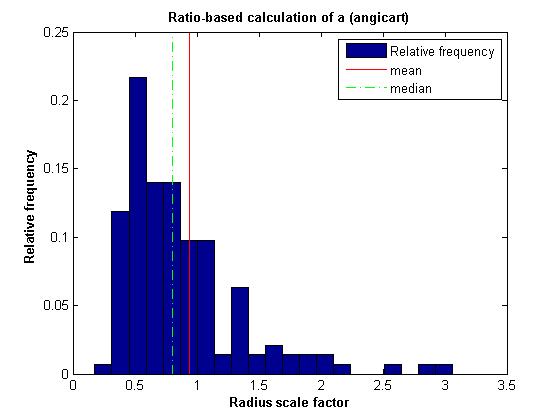 Ratio-based calculation of a (angicart)
0.25
0.2
0.15
0.1
0.05
0
Relative frequency
Relative frequency
mean
median
0 0.5 1 1.5 2 2.5 3 3.5
Radius scale factor